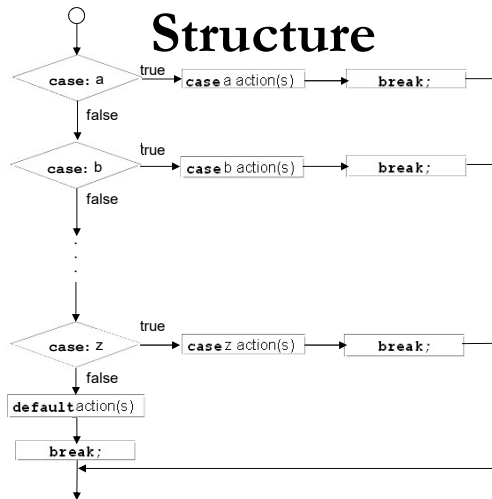 Structure
case: a
true
case a action(s)
break;
false
case: b
true
case b action(s)
break;
false
.
.
.
case: z
true
case z action(s)
break;
false
default action(s)
break;